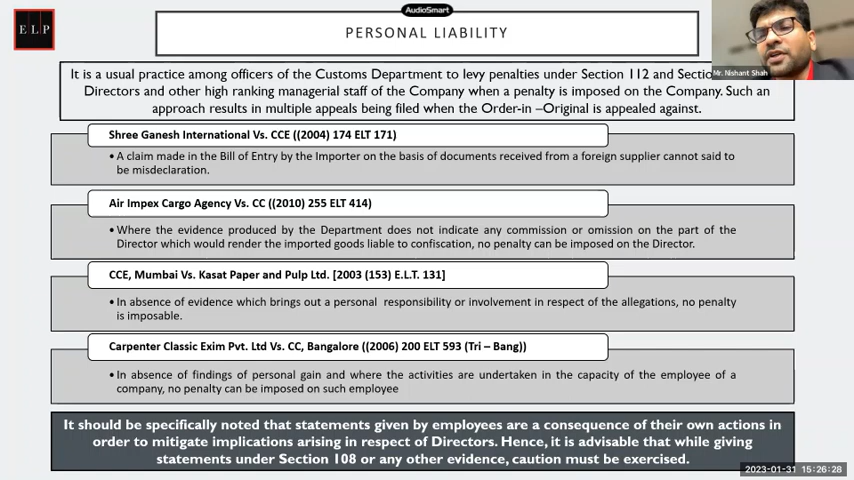 AudioSmart
E L P
PERSONAL LIABILITY
Mr. Nishant Shah
It is a usual practice among officers of the Customs Department to levy penalties under Section 112 and
Directors and other high ranking managerial staff of the Company when a penalty is imposed on the Company. Such an
approach results in multiple appeals being filed when the Order-in –Original is appealed against.
Shree Ganesh International Vs. CCE ((2004) 174 ELT 171)
• A claim made in the Bill of Entry by the Importer on the basis of documents received from a foreign supplier cannot said to
be misdeclaration.
Air Impex Cargo Agency Vs. CC ((2010) 255 ELT 414)
• Where the evidence produced by the Department does not indicate any commission or omission on the part of the
Director which would render the imported goods liable to confiscation, no penalty can be imposed on the Director.
CCE, Mumbai Vs. Kasat Paper and Pulp Ltd. [2003 (153) E.L.T. 131]
• In absence of evidence which brings out a personal responsibility or involvement in respect of the allegations, no penalty
is imposable.
Carpenter Classic Exim Pvt. Ltd Vs. CC, Bangalore ((2006) 200 ELT 593 (Tri – Bang))
• In absence of findings of personal gain and where the activities are undertaken in the capacity of the employee of a
company, no penalty can be imposed on such employee
It should be specifically noted that statements given by employees are a consequence of their own actions in
order to mitigate implications arising in respect of Directors. Hence, it is advisable that while giving
statements under Section 108 or any other evidence, caution must be exercised.
2023-01-31 15:26:28